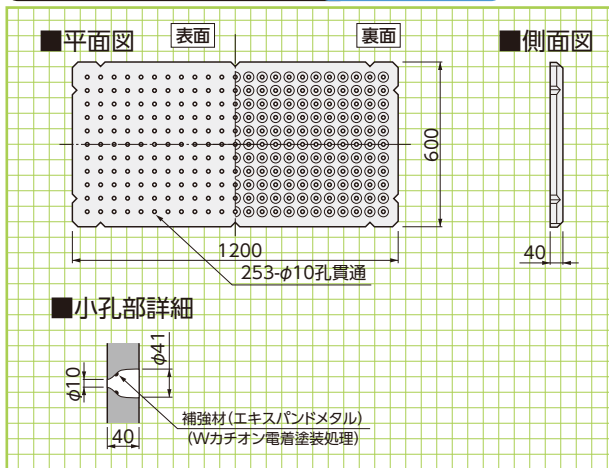 ■平面図
表面
裏面
■側面図
600
1200
40
253-φ10孔貫通
■小孔部詳細
φ10
φ41
40
補強材(エキスパンドメタル)
(Wカチオン電着塗装処理)